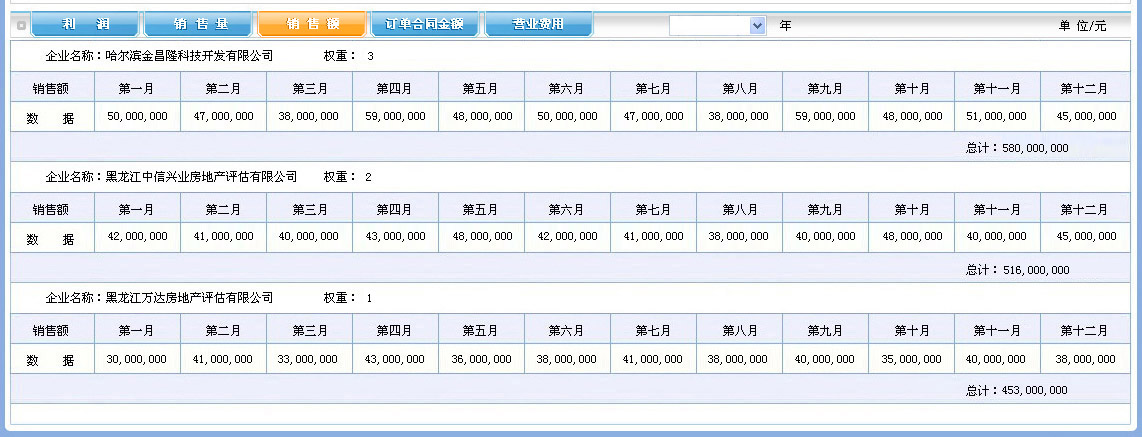 利 润 销 售 量 销 售 额 订单合同金额 营业费用 年 单 位/元
企业名称：哈尔滨金昌隆科技开发有限公司 权重： 3
销售额 第一月 第二月 第三月 第四月 第五月 第六月 第七月 第八月 第九月 第十月 第十一月 第十二月
数 据 50,000,000 47,000,000 38,000,000 59,000,000 48,000,000 50,000,000 47,000,000 38,000,000 59,000,000 48,000,000 51,000,000 45,000,000
总计：580,000,000
企业名称：黑龙江中信兴业房地产评估有限公司 权重： 2
销售额 第一月 第二月 第三月 第四月 第五月 第六月 第七月 第八月 第九月 第十月 第十一月 第十二月
数 据 42,000,000 41,000,000 40,000,000 43,000,000 48,000,000 42,000,000 41,000,000 38,000,000 40,000,000 48,000,000 40,000,000 45,000,000
总计：516,000,000
企业名称：黑龙江万达房地产评估有限公司 权重： 1
销售额 第一月 第二月 第三月 第四月 第五月 第六月 第七月 第八月 第九月 第十月 第十一月 第十二月
数 据 30,000,000 41,000,000 33,000,000 43,000,000 36,000,000 38,000,000 41,000,000 38,000,000 40,000,000 35,000,000 40,000,000 38,000,000
总计：453,000,000